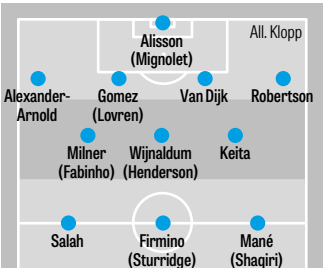 All. Klopp
Alisson
(Mignolet)
Alexander-
Arnold
Gomez
(Lovren)
Van Dijk
Robertson
Milner
(Fabinho)
Wijnaldum
(Henderson)
Keita
Salah
Firmino
(Sturridge)
Mané
(Shaqiri)